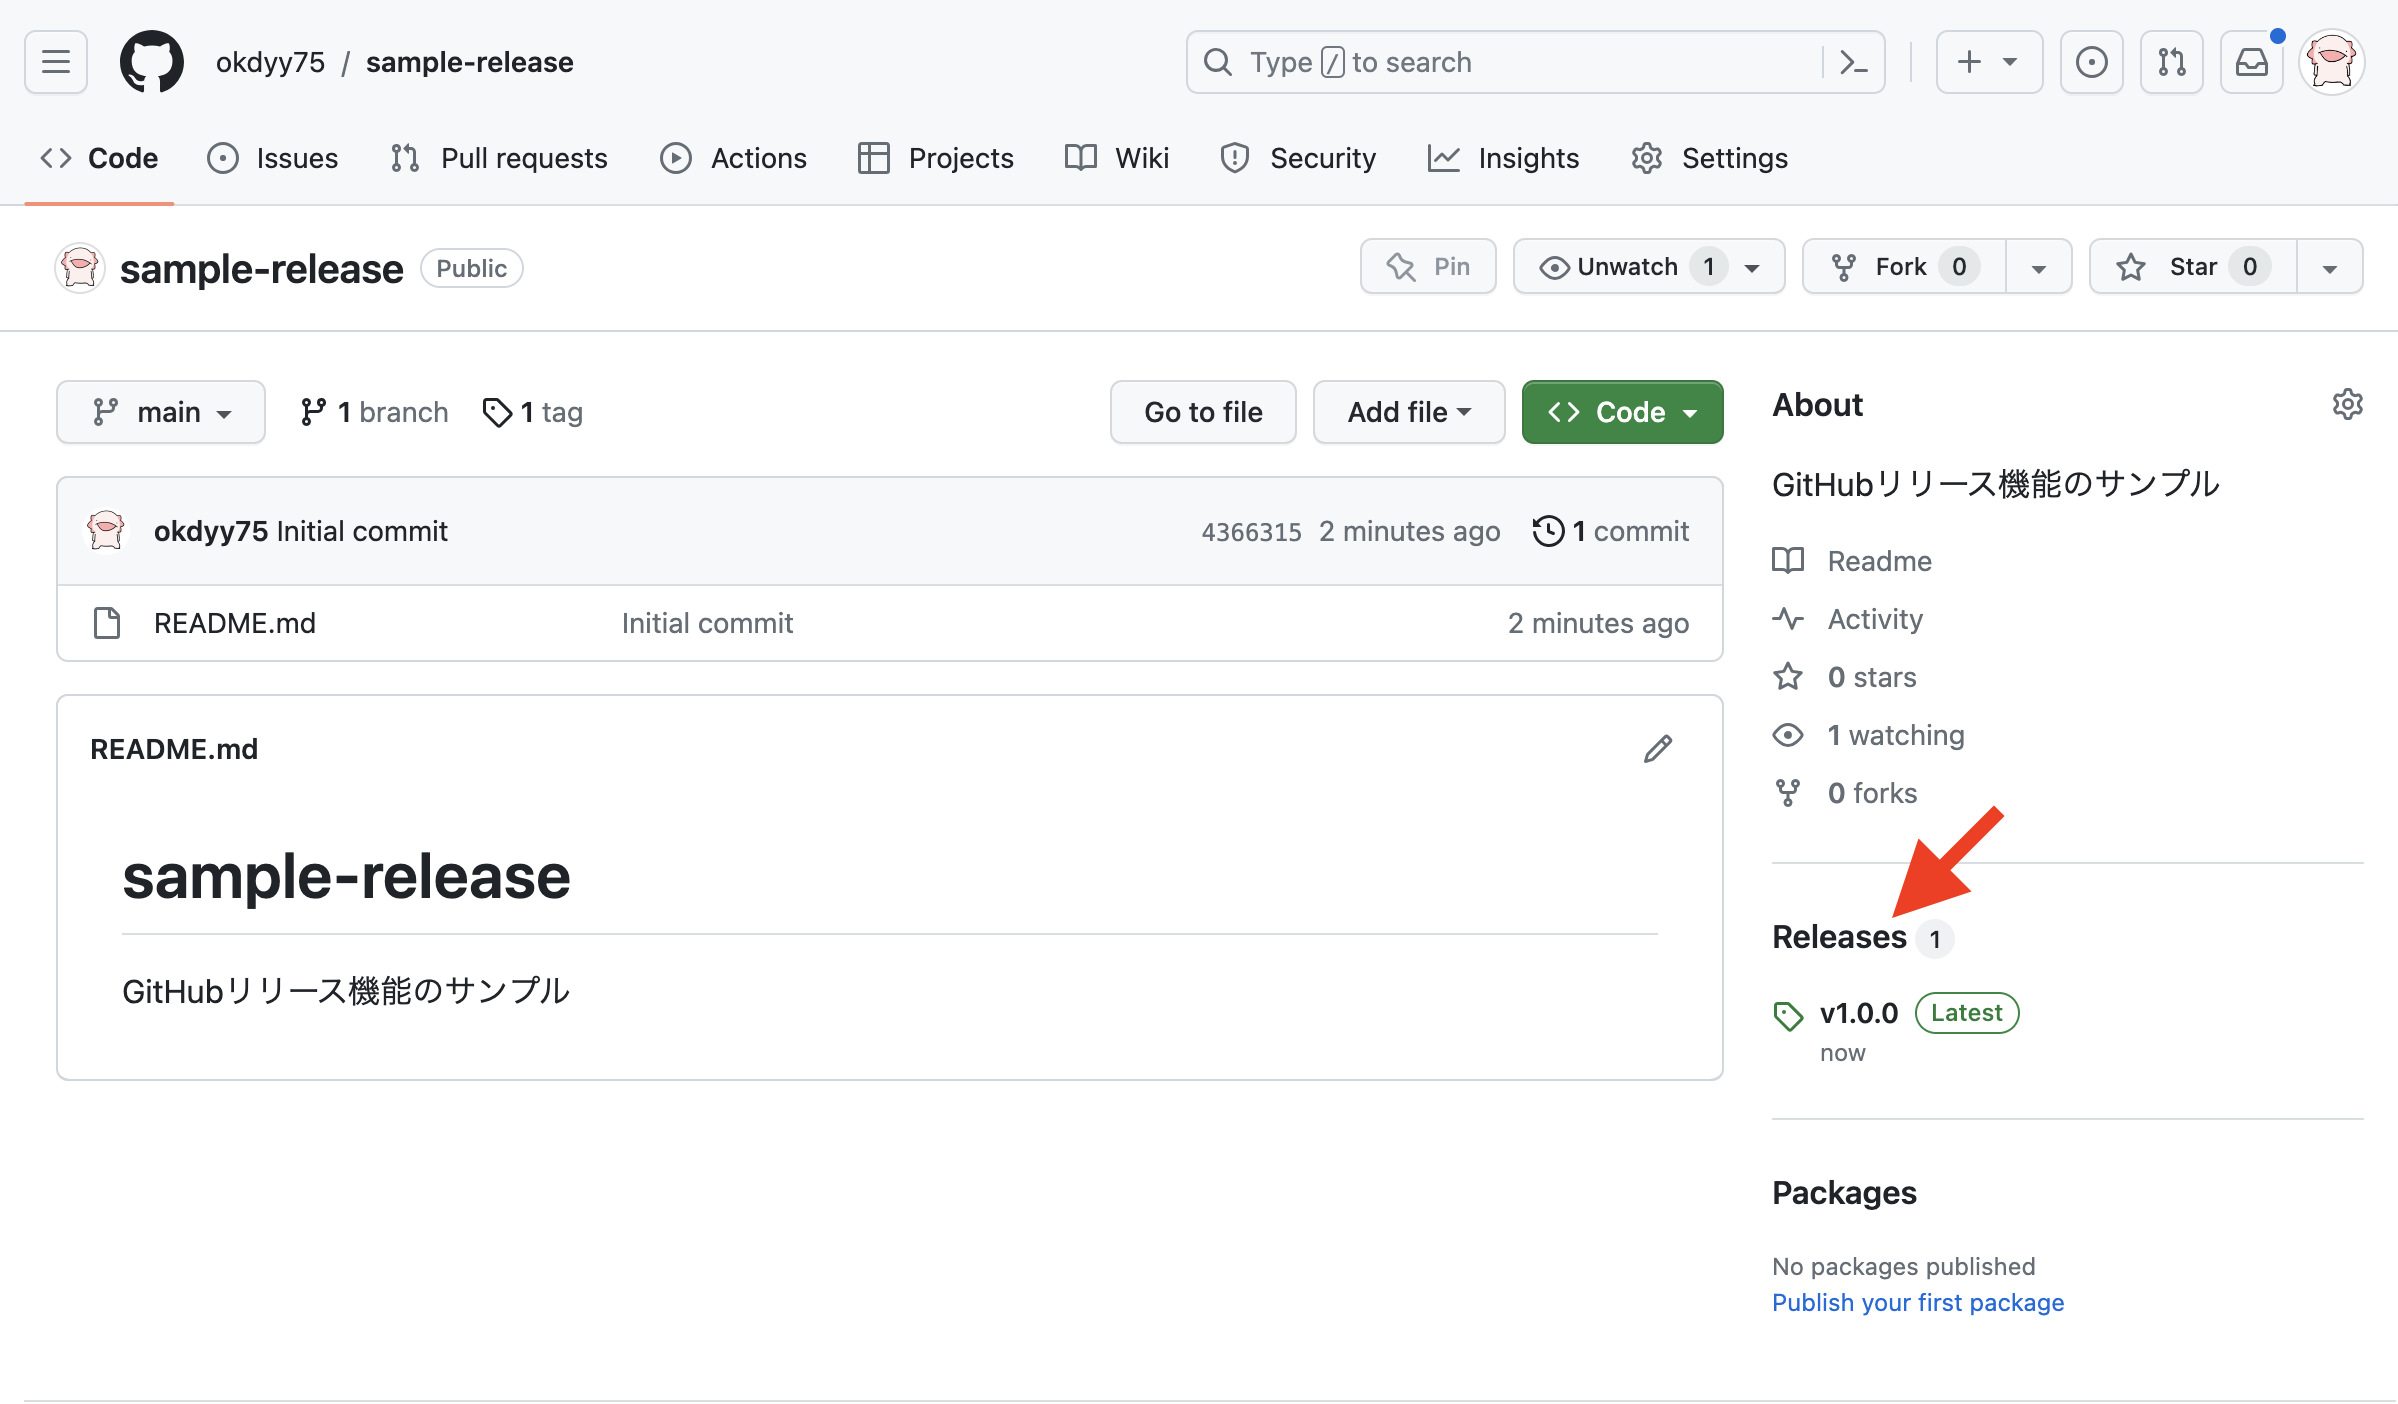 okdyy75 / sample-release
Type / to search
Code Issues Pull requests Actions Projects Wiki Security Insights Settings
sample-release Public
Pin Unwatch 1 Fork 0 Star 0
main 1 branch 1 tag
Go to file Add file Code
okdyy75 Initial commit 4366315 2 minutes ago 1 commit
README.md Initial commit 2 minutes ago
README.md
sample-release
GitHubリリース機能のサンプル
About
GitHubリリース機能のサンプル
Readme
Activity
0 stars
1 watching
0 forks
Releases 1
v1.0.0 Latest
now
Packages
No packages published
Publish your first package